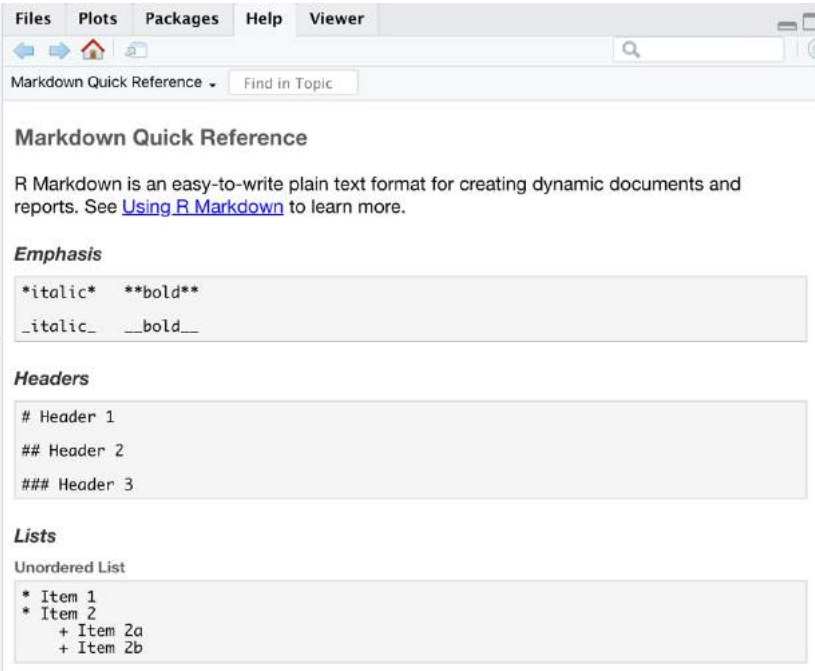 Files Plots Packages Help Viewer
Markdown Quick Reference Find in Topic
Markdown Quick Reference
R Markdown is an easy-to-write plain text format for creating dynamic documents and
reports. See Using R Markdown to learn more.
Emphasis
*italic* **bold**
_italic_ __bold__
Headers
# Header 1
## Header 2
### Header 3
Lists
Unordered List
* Item 1
* Item 2
    + Item 2a
    + Item 2b